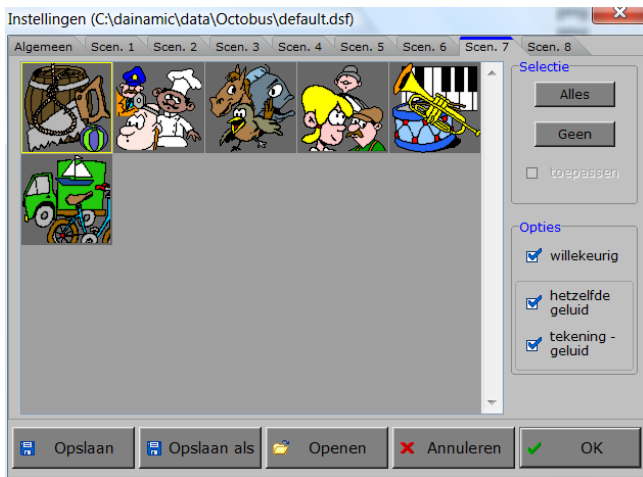 Instellingen (C:\dainamic\data\Octobus\default.dsf)
Algemeen Scen. 1 Scen. 2 Scen. 3 Scen. 4 Scen. 5 Scen. 6 Scen. 7 Scen. 8
Selectie
Alles
Geen
toepassen
Opties
willekeurig
hetzelfde
geluid
tekening -
geluid
Opslaan Opslaan als Openen Annuleren OK